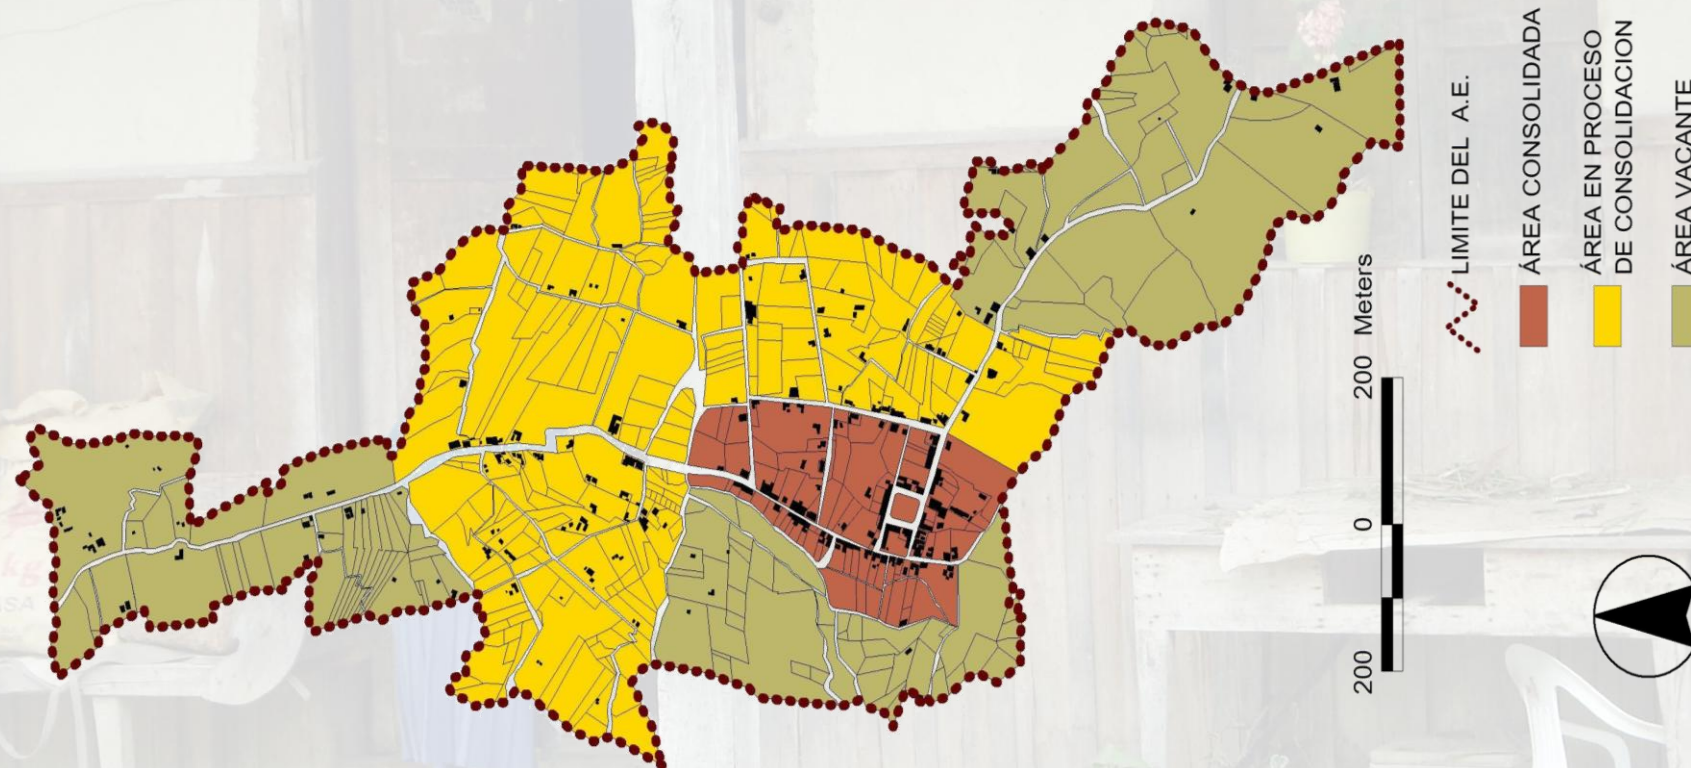 LIMITE DEL A.E.
ÁREA CONSOLIDADA
ÁREA EN PROCESO
DE CONSOLIDACION
ÁREA VACANTE
200 0 200 Meters